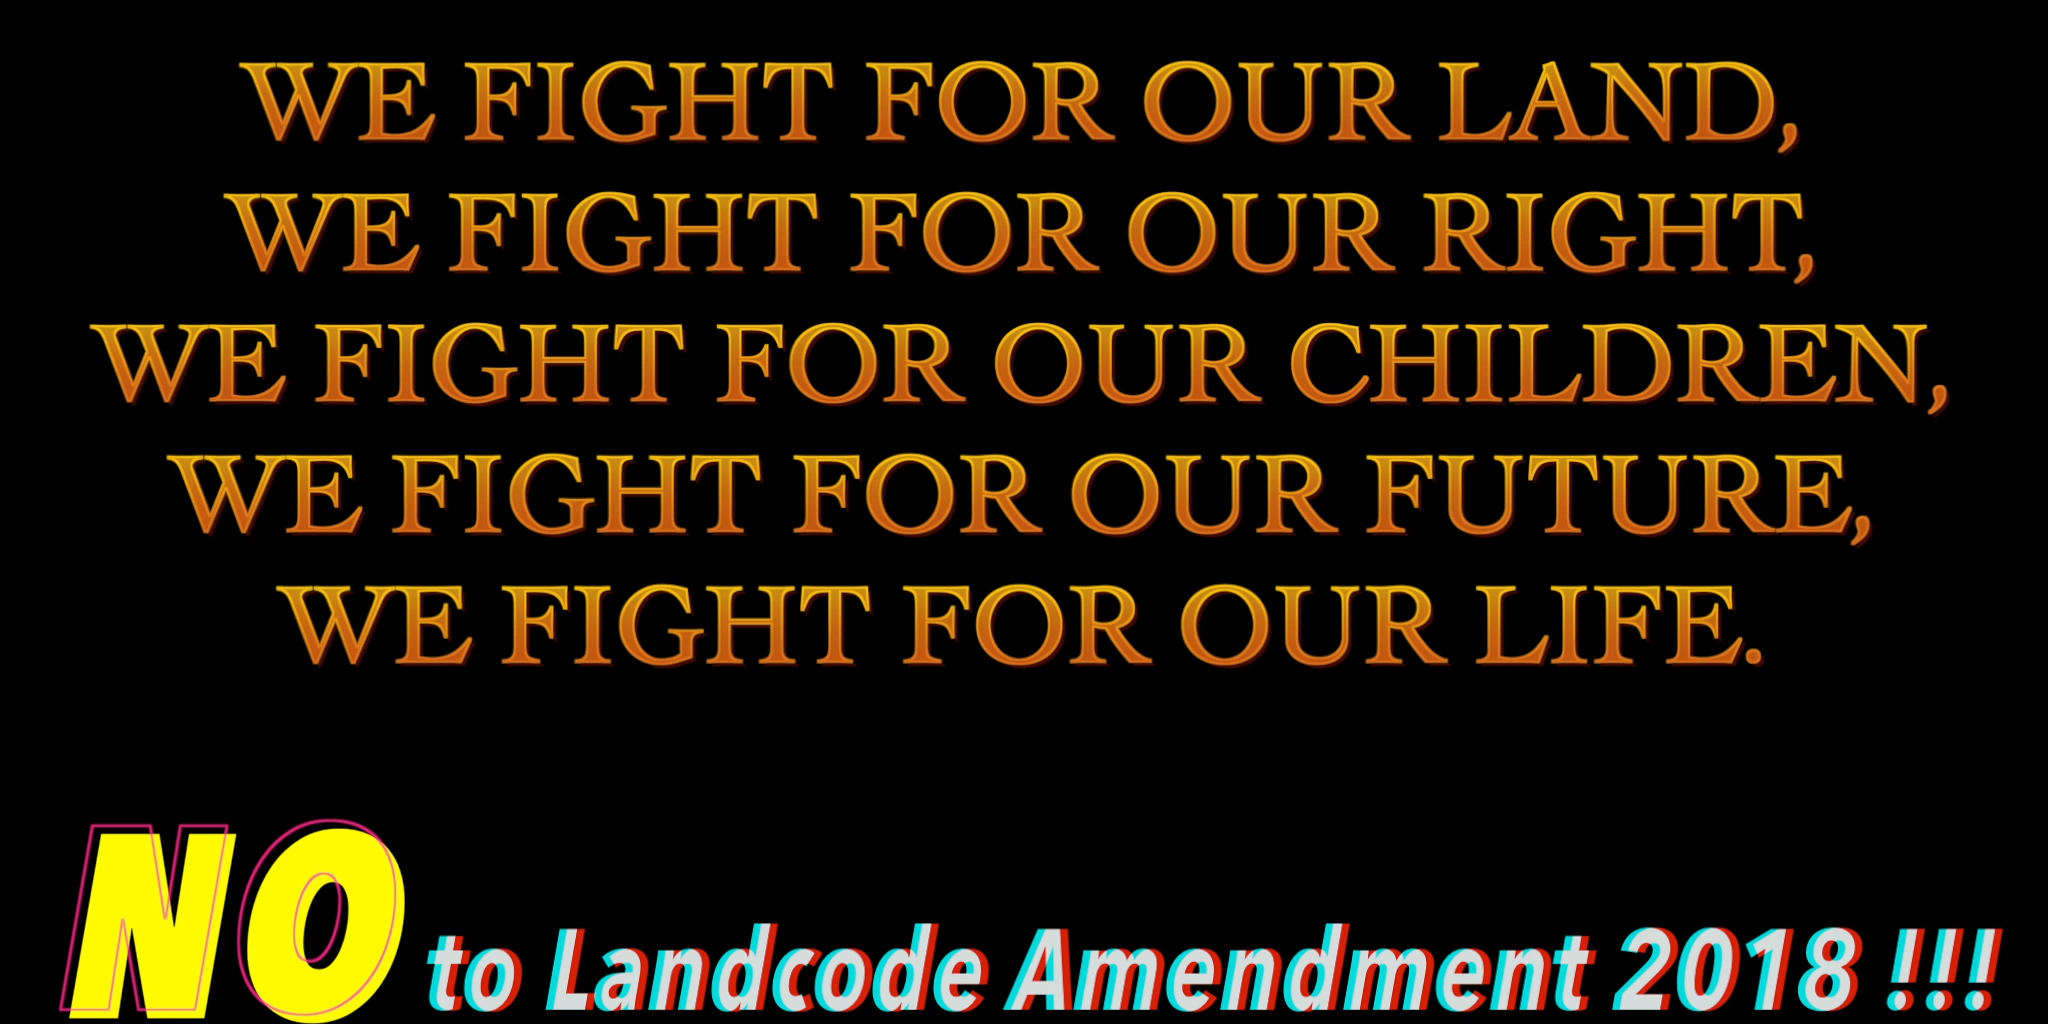 WE FIGHT FOR OUR LAND,
WE FIGHT FOR OUR RIGHT,
WE FIGHT FOR OUR CHILDREN,
WE FIGHT FOR OUR FUTURE,
WE FIGHT FOR OUR LIFE.
NO to Landcode Amendment 2018 !!!